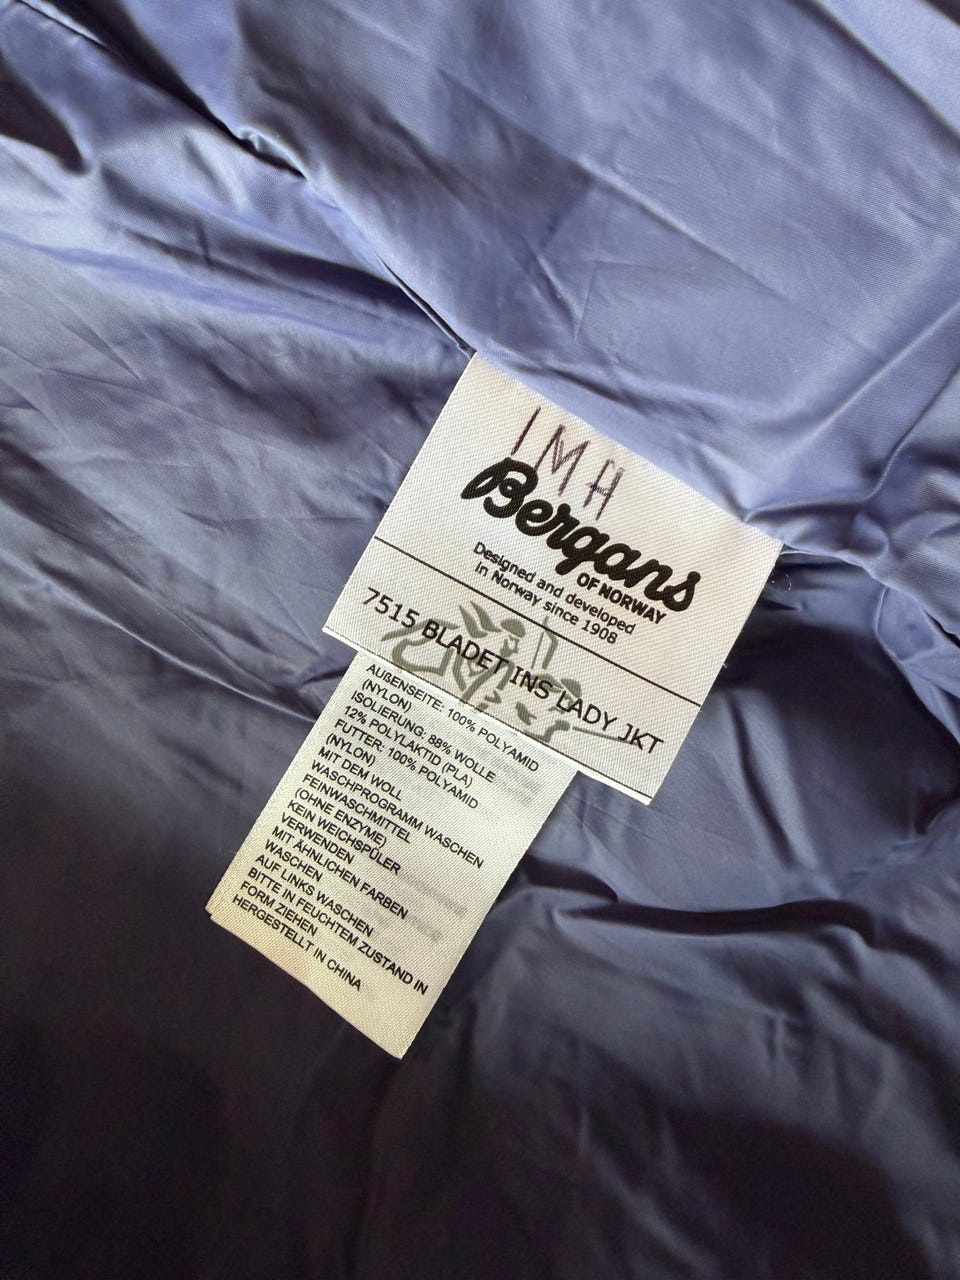 IMH
Bergans
OF NORWAY
Designed and developed
in Norway since 1908
7515 BLADET INS LADY JKT
AUßENSEITE: 100% POLYAMID
(NYLON)
ISOLIERUNG: 88% WOLLE
12% POLYLAKTID (PLA)
FUTTER: 100% POLYAMID
(NYLON)
MIT DEM WOLL
WASCHPROGRAMM WASCHEN
FEINWASCHMITTEL
(OHNE ENZYME)
KEIN WEICHSPÜLER
VERWENDEN
MIT ÄHNLICHEN FARBEN
WASCHEN
AUF LINKS WASCHEN
BITTE IN FEUCHTEM ZUSTAND IN
FORM ZIEHEN
HERGESTELLT IN CHINA